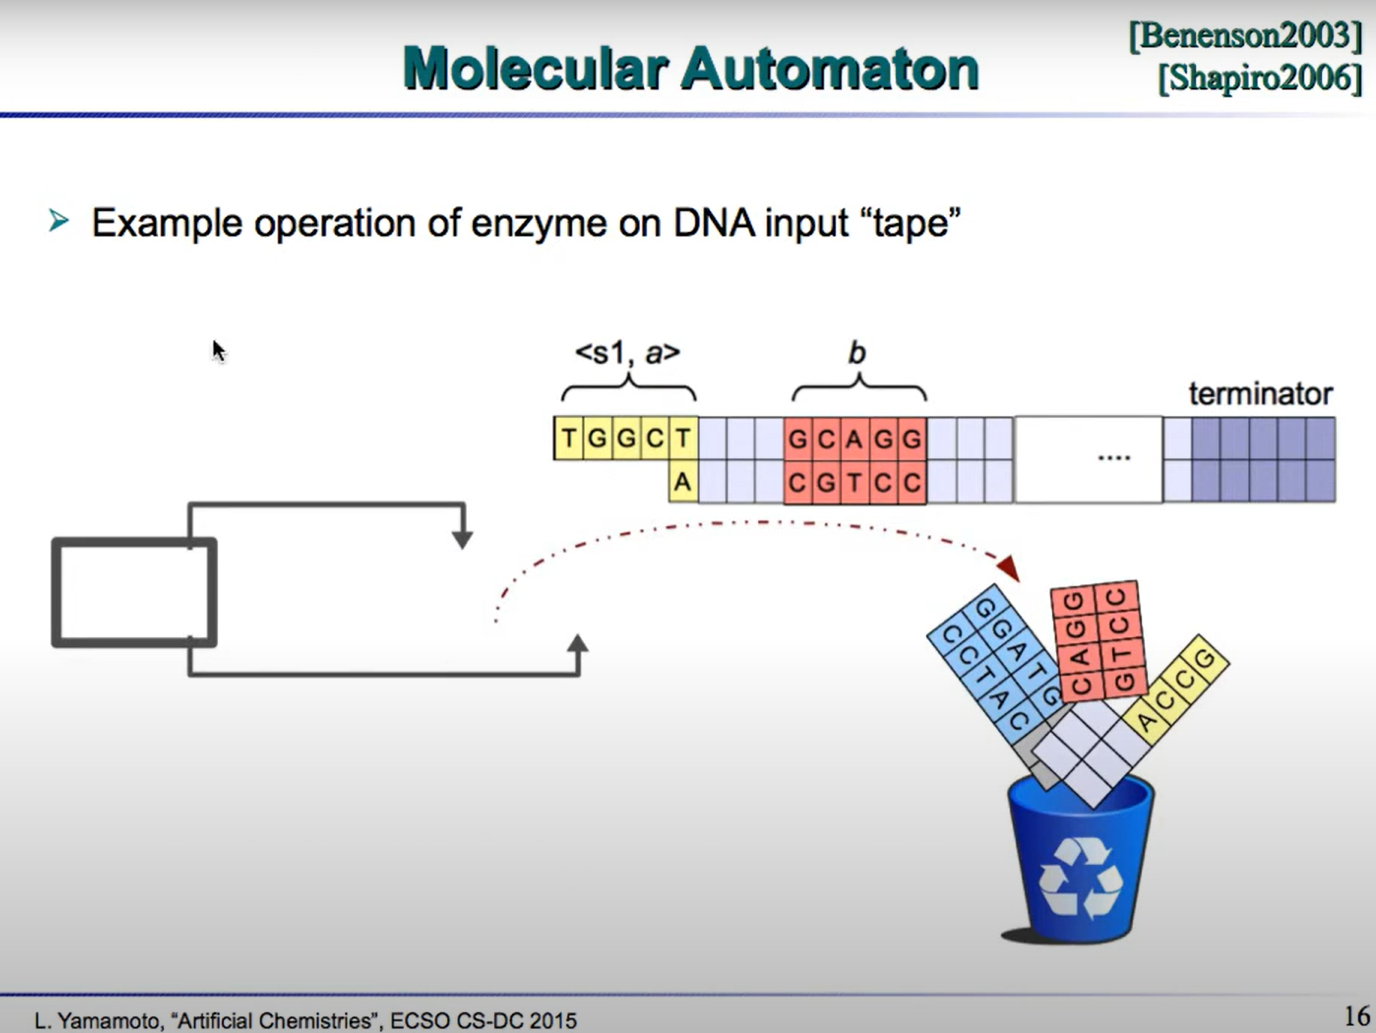 [Benenson2003]
Molecular Automaton
[Shapiro2006]
➢ Example operation of enzyme on DNA input “tape”
<s1, a>
b
terminator
T G G C T
G C A G G
....
A
C G T C C
G G A T G
C C T A C
C A G G
G T C C
A C C G
L. Yamamoto, “Artificial Chemistries”, ECSO CS-DC 2015
16